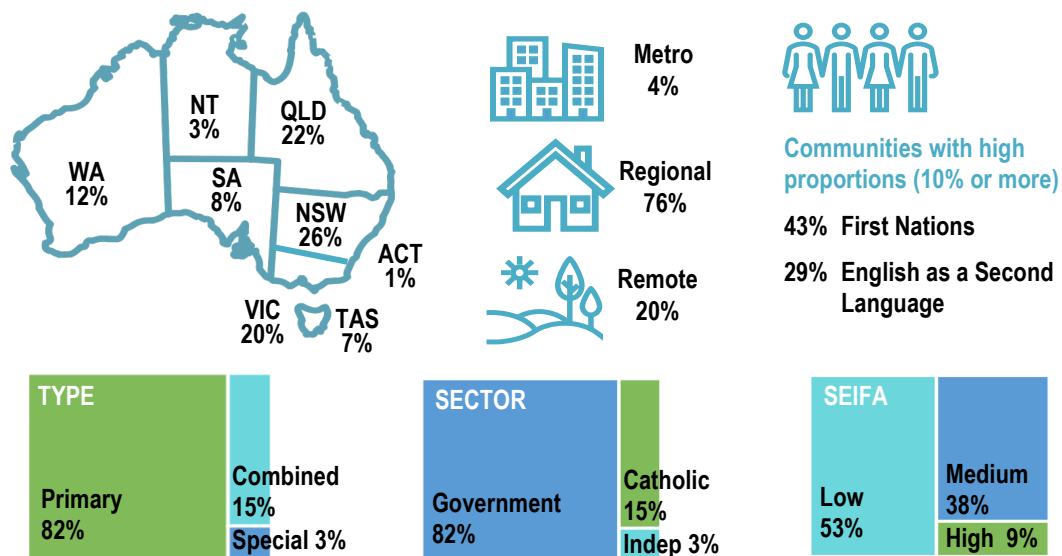 NT
3%
QLD
22%
WA
12%
SA
8%
NSW
26%
ACT
1%
VIC
20%
TAS
7%
Metro
4%
Regional
76%
Remote
20%
Communities with high
proportions (10% or more)
43% First Nations
29% English as a Second
Language
TYPE
Primary
82%
Combined
15%
Special 3%
SECTOR
Government
82%
Catholic
15%
Indep 3%
SEIFA
Low
53%
Medium
38%
High 9%